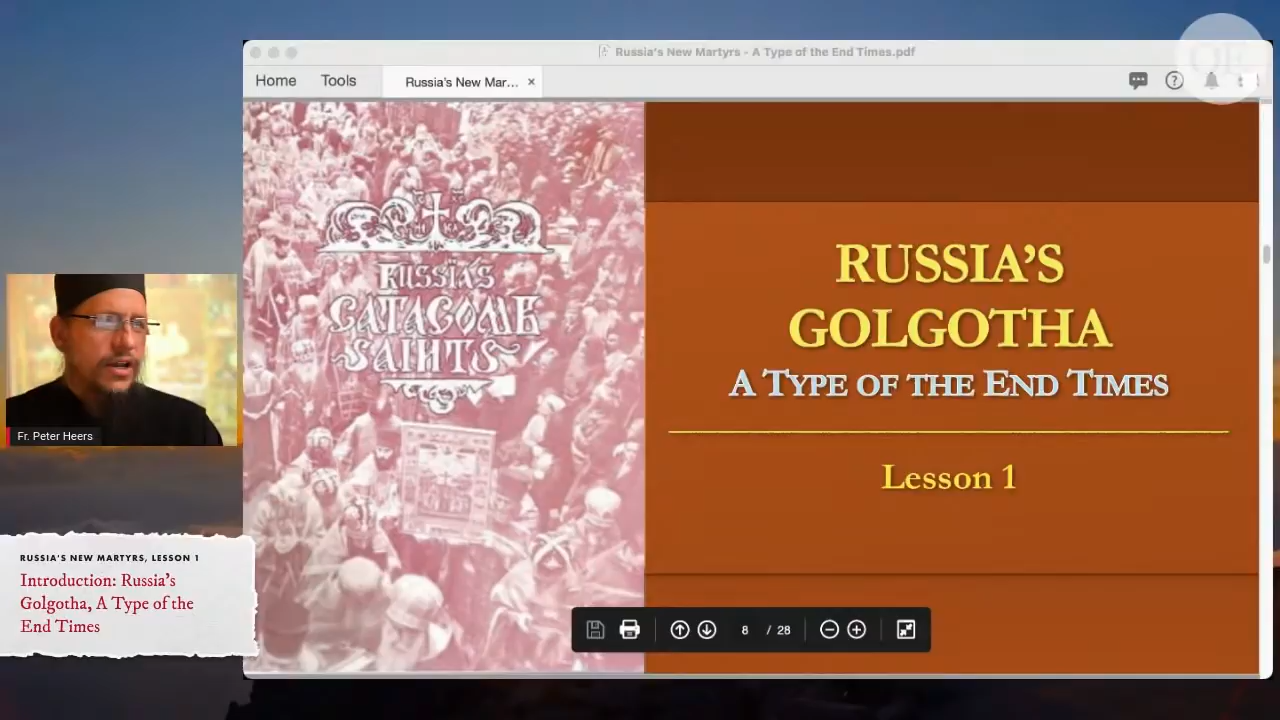 Russia's New Martyrs - A Type of the End Times.pdf
Home
Tools
Russia's New Mar...
×
OE
RUSSIA'S
CATACOMB
SAINTS
RUSSIA'S
GOLGOTHA
A TYPE OF THE END TIMES
Lesson 1
Fr. Peter Heers
RUSSIA'S NEW MARTYRS, LESSON 1
Introduction: Russia's
Golgotha, A Type of the
End Times
8 / 28